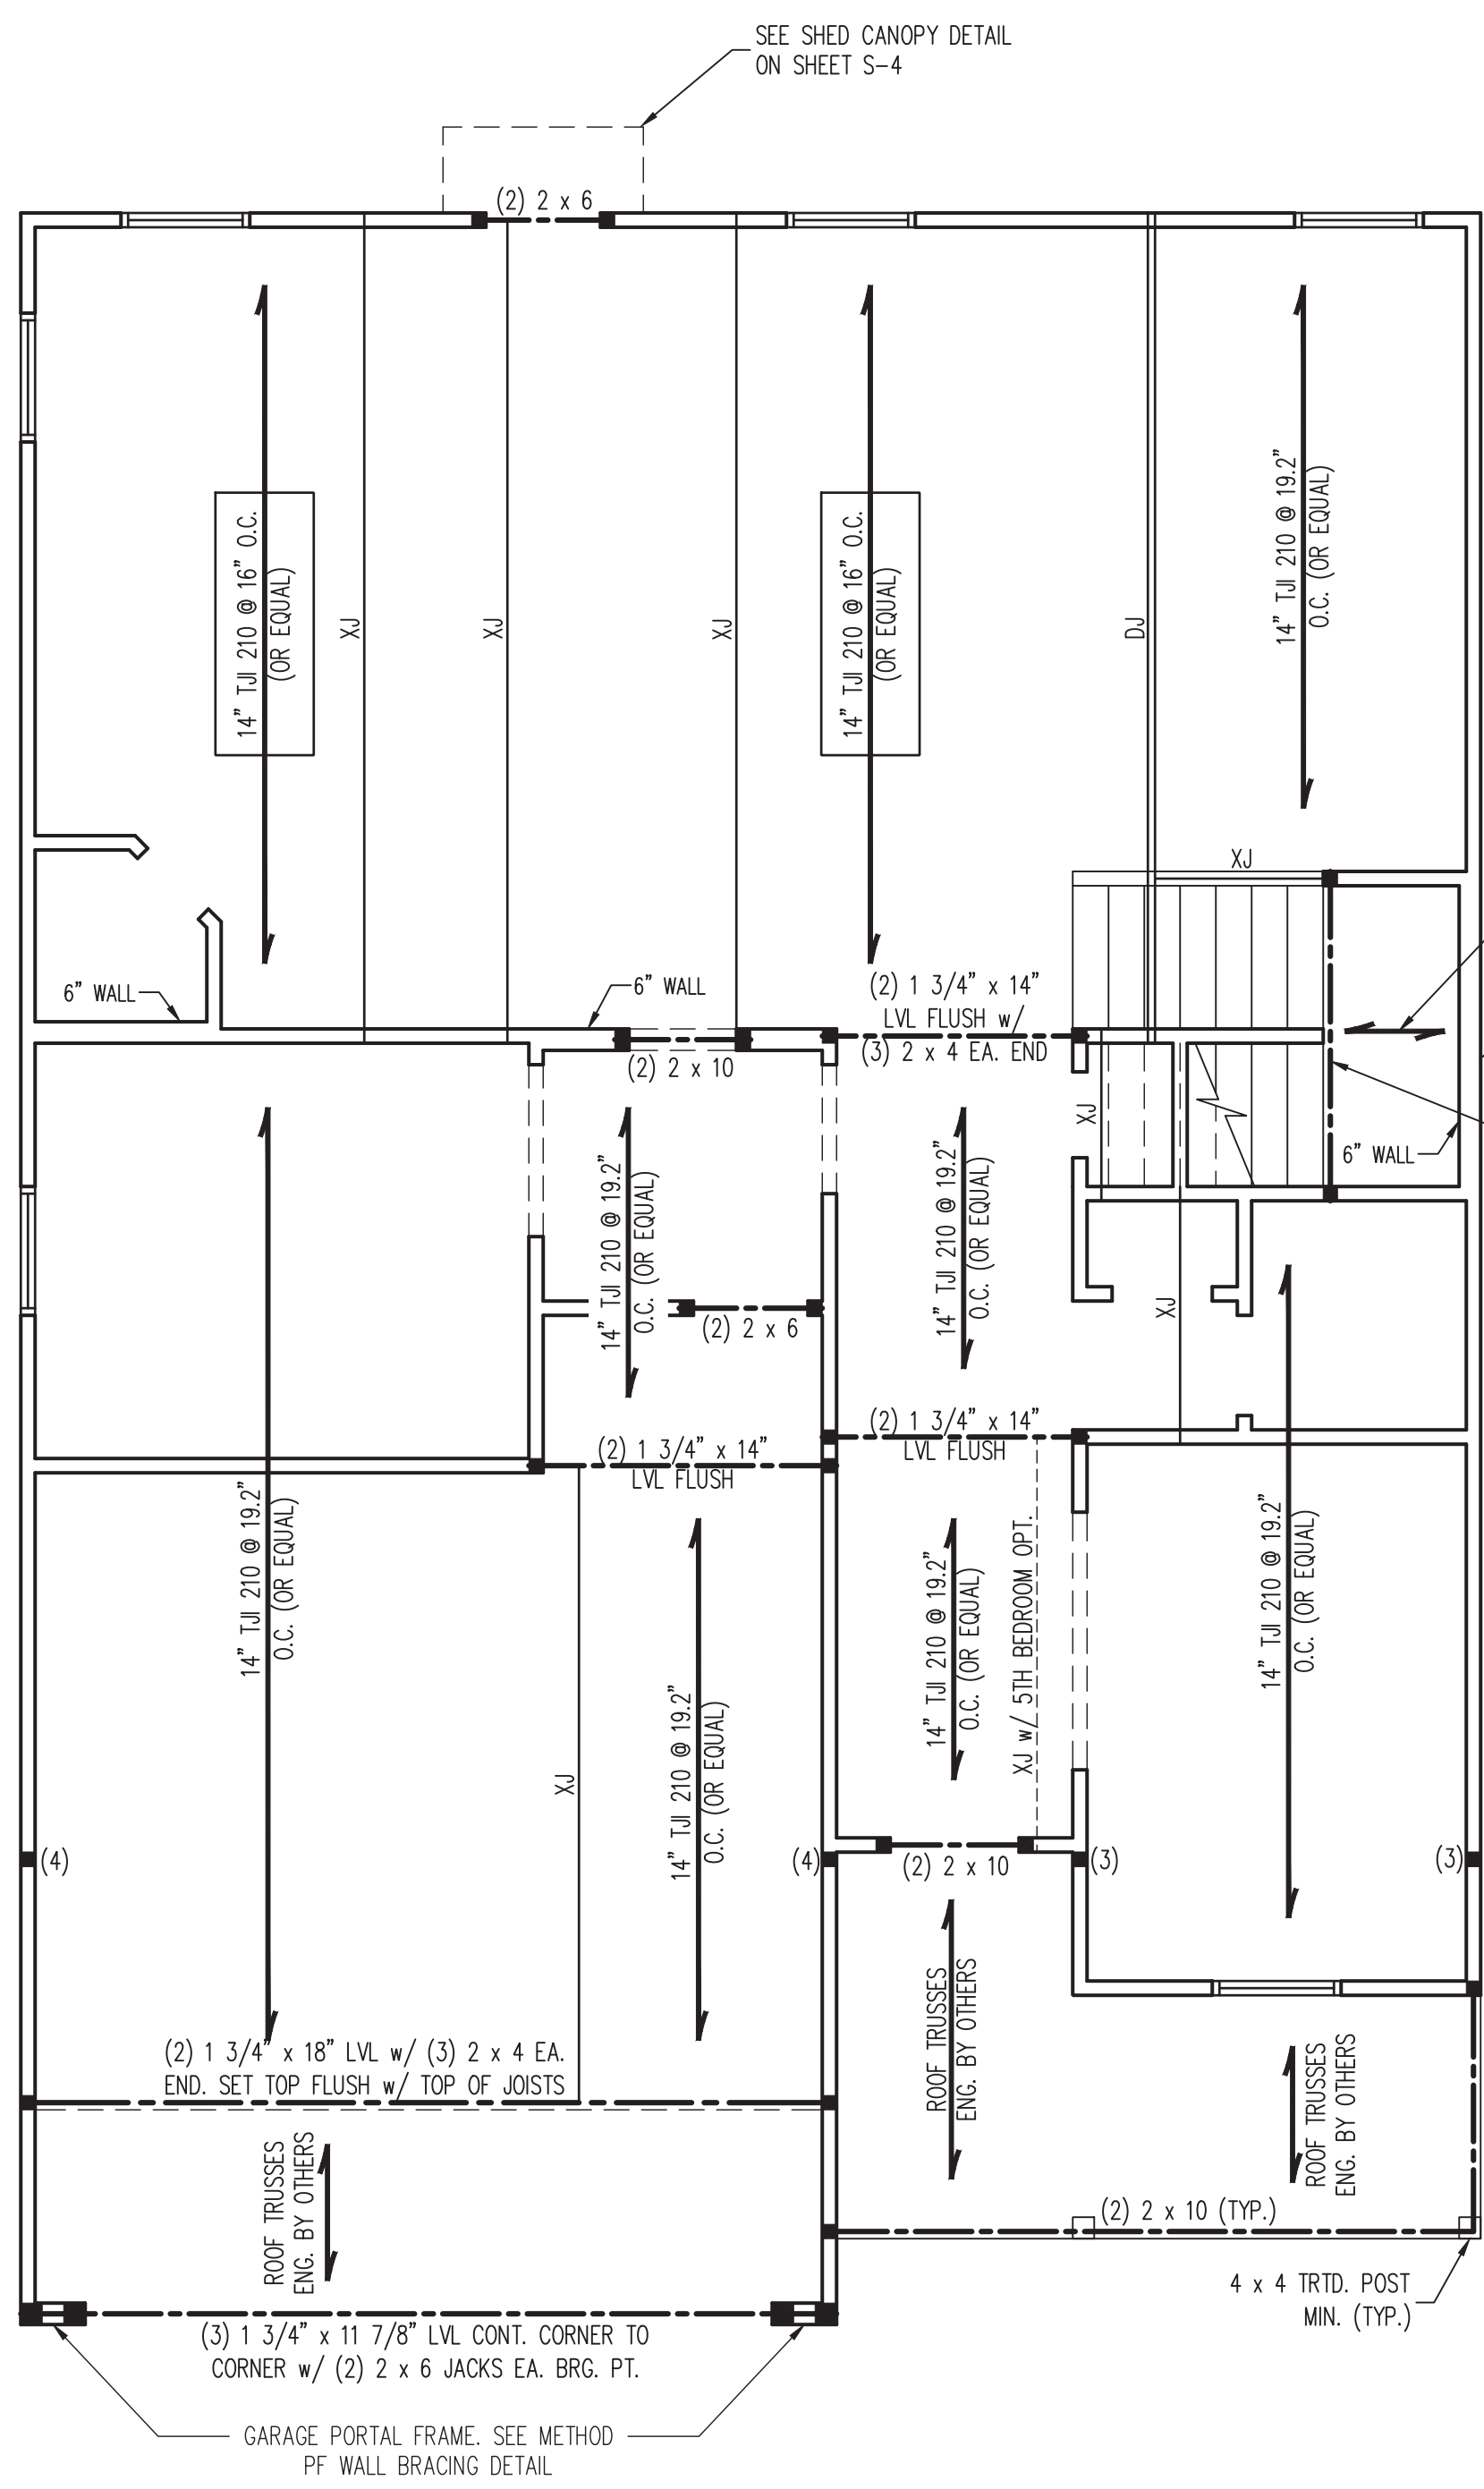 SEE SHED CANOPY DETAIL
ON SHEET S-4
(2) 2 x 6
14" TJI 210 @ 16" O.C.
(OR EQUAL)
XJ
XJ
XJ
14" TJI 210 @ 16" O.C.
(OR EQUAL)
DJ
14" TJI 210 @ 19.2"
O.C. (OR EQUAL)
XJ
6" WALL
6" WALL
(2) 1 3/4" x 14"
LVL FLUSH w/
(3) 2 x 4 EA. END
(2) 2 x 10
XJ
6" WALL
14" TJI 210 @ 19.2"
O.C. (OR EQUAL)
14" TJI 210 @ 19.2"
O.C. (OR EQUAL)
XJ
(2) 2 x 6
(2) 1 3/4" x 14"
LVL FLUSH
(2) 1 3/4" x 14"
LVL FLUSH
14" TJI 210 @ 19.2"
O.C. (OR EQUAL)
XJ
14" TJI 210 @ 19.2"
O.C. (OR EQUAL)
14" TJI 210 @ 19.2"
O.C. (OR EQUAL)
XJ w/ 5TH BEDROOM OPT.
14" TJI 210 @ 19.2"
O.C. (OR EQUAL)
(4)
(4)
(2) 2 x 10
(3)
(3)
(2) 1 3/4" x 18" LVL w/ (3) 2 x 4 EA.
END. SET TOP FLUSH w/ TOP OF JOISTS
ROOF TRUSSES
ENG. BY OTHERS
ROOF TRUSSES
ENG. BY OTHERS
ROOF TRUSSES
ENG. BY OTHERS
(2) 2 x 10 (TYP.)
4 x 4 TRTD. POST
MIN. (TYP.)
(3) 1 3/4" x 11 7/8" LVL CONT. CORNER TO
CORNER w/ (2) 2 x 6 JACKS EA. BRG. PT.
GARAGE PORTAL FRAME. SEE METHOD
PF WALL BRACING DETAIL